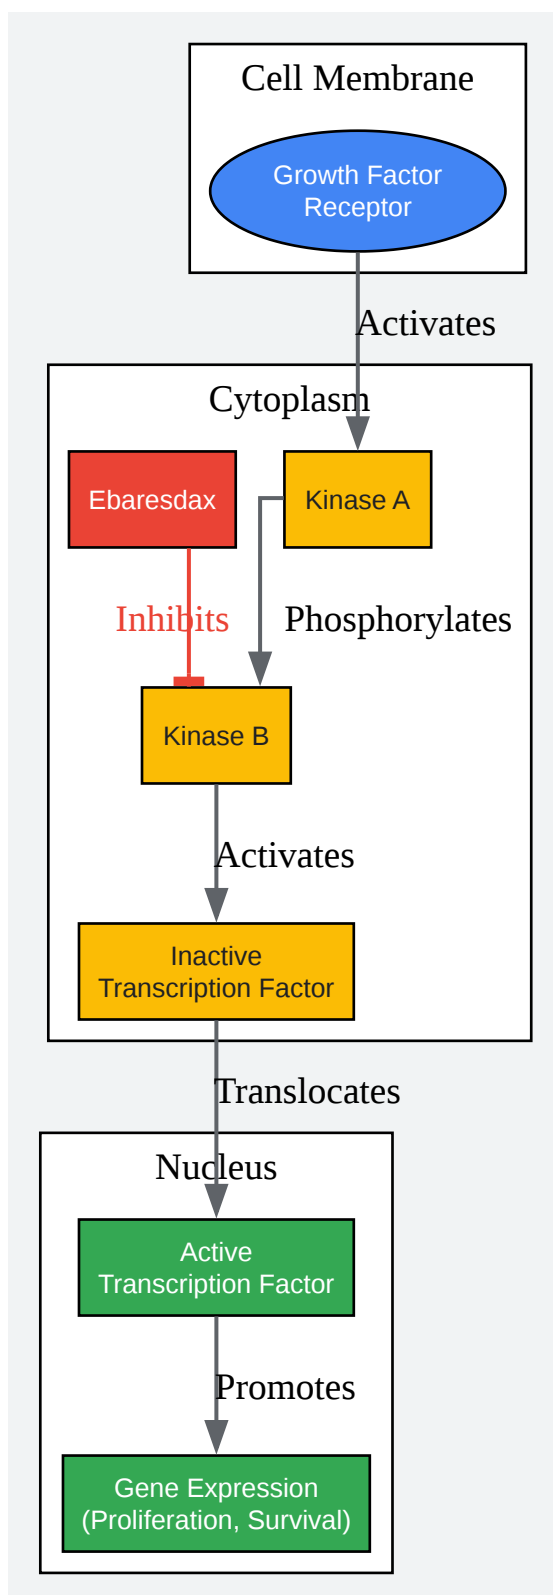 Cell Membrane
Growth Factor
Receptor
Activates
Cytoplasm
Ebaresdax
Kinase A
Inhibits
Phosphorylates
Kinase B
Activates
Inactive
Transcription Factor
Translocates
Nucleus
Active
Transcription Factor
Promotes
Gene Expression
(Proliferation, Survival)